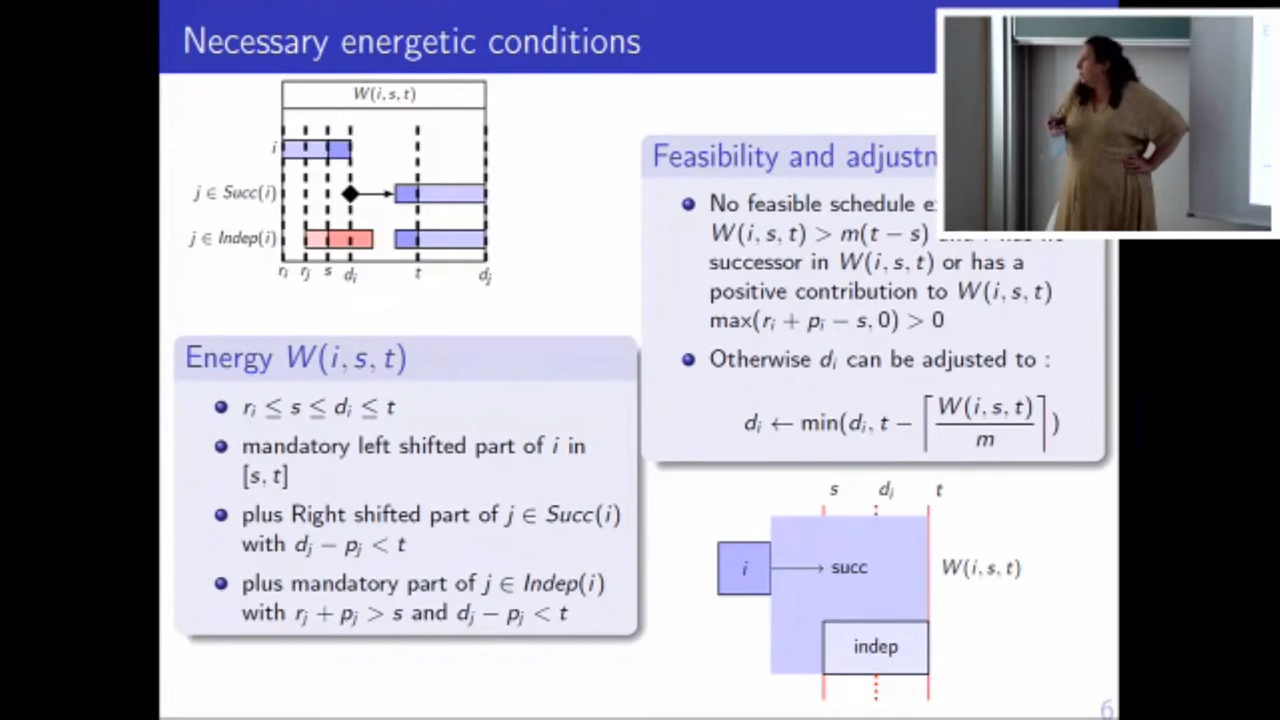 Necessary energetic conditions
W(i, s, t)
i
j ∈ Succ(i)
j ∈ Indep(i)
r_i r_j s d_i t d_j
Energy W(i, s, t)
r_i ≤ s ≤ d_i ≤ t
mandatory left shifted part of i in
[s, t]
plus Right shifted part of j ∈ Succ(i)
with d_j − p_j < t
plus mandatory part of j ∈ Indep(i)
with r_j + p_j > s and d_j − p_j < t
Feasibility and
No feasible schedule
W(i, s, t) > m(t − s)
successor in W(i, s, t) or has a
positive contribution to W(i, s, t)
max(r_i + p_i − s, 0) > 0
Otherwise d_i can be adjusted to :
d_i ← min(d_i, t − ⌈W(i, s, t) / m⌉)
s d_i t
i succ W(i, s, t)
indep
6